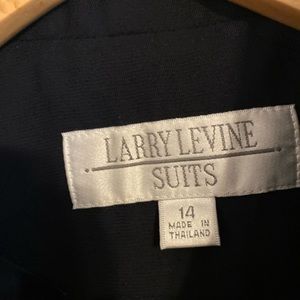 LARRY LEVINE
SUITS
14
MADE IN
THAILAND